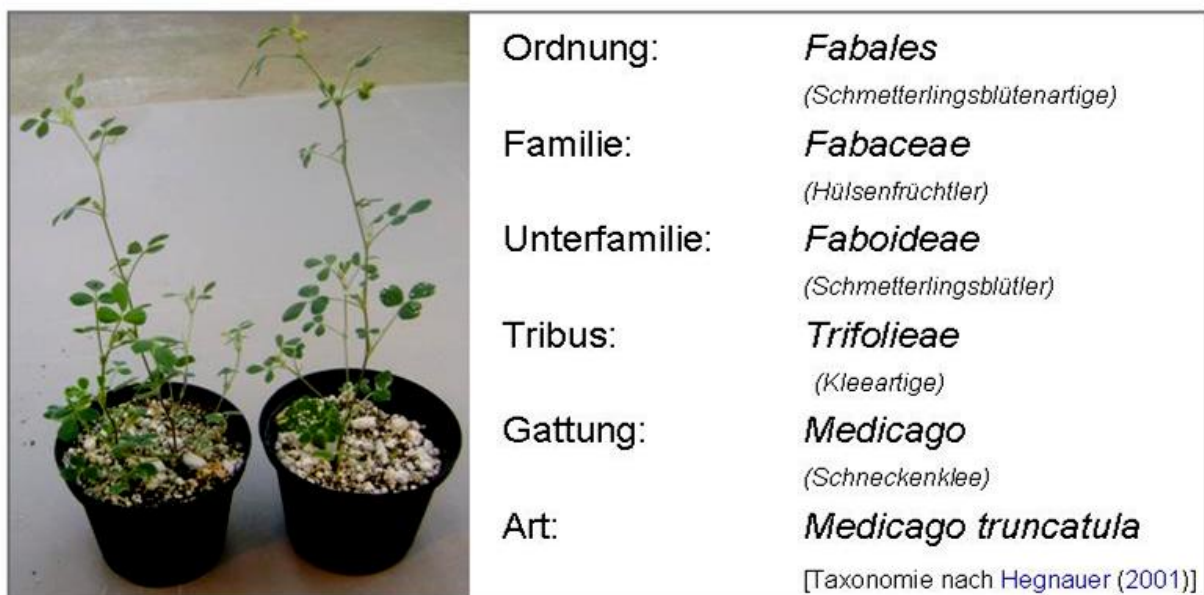 Ordnung: Fabales
(Schmetterlingsblütenartige)
Familie: Fabaceae
(Hülsenfrüchtler)
Unterfamilie: Faboideae
(Schmetterlingsblütler)
Tribus: Trifolieae
(Kleeartige)
Gattung: Medicago
(Schneckenklee)
Art: Medicago truncatula
[Taxonomie nach Hegnauer (2001)]